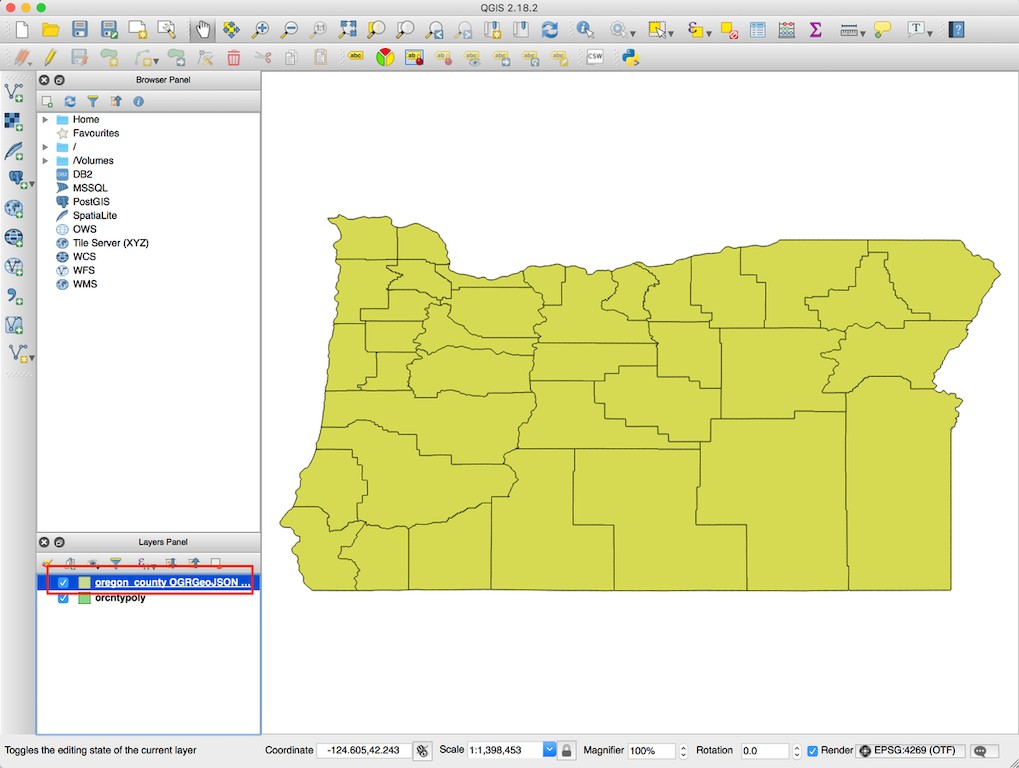 QGIS 2.18.2
Browser Panel
Home
Favourites
/
/Volumes
DB2
MSSQL
PostGIS
SpatiaLite
OWS
Tile Server (XYZ)
WCS
WFS
WMS
Layers Panel
oregon_county OGRGeoJSON ...
orcntypoly
Toggles the editing state of the current layer
Coordinate -124.605,42.243 Scale 1:1,398,453 Magnifier 100% Rotation 0.0 Render EPSG:4269 (OTF)